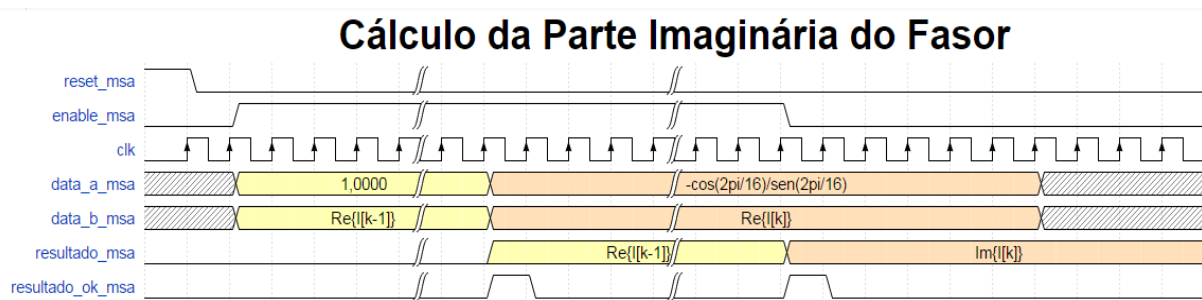 Cálculo da Parte Imaginária do Fasor
reset_msa
enable_msa
clk
data_a_msa 1,0000 -cos(2pi/16)/sen(2pi/16)
data_b_msa Re{I[k-1]} Re{I[k]}
resultado_msa Re{I[k-1]} Im{I[k]}
resultado_ok_msa